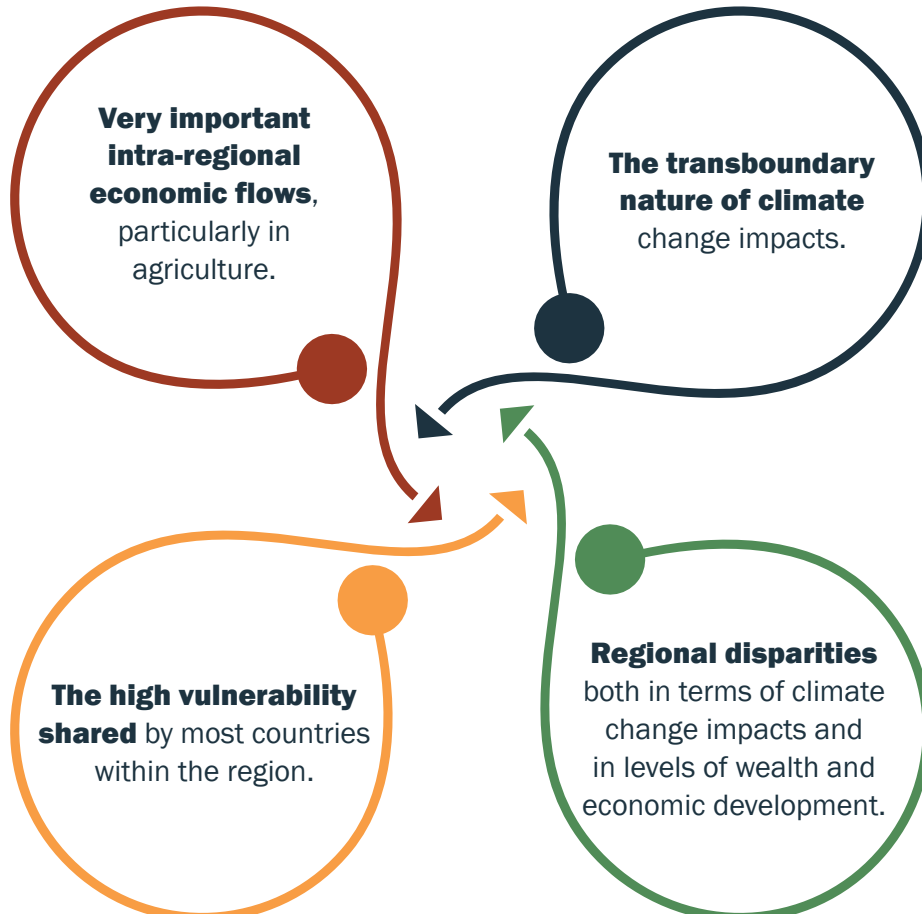 Very important
intra-regional
economic flows,
particularly in
agriculture.
The transboundary
nature of climate
change impacts.
The high vulnerability
shared by most countries
within the region.
Regional disparities
both in terms of climate
change impacts and
in levels of wealth and
economic development.